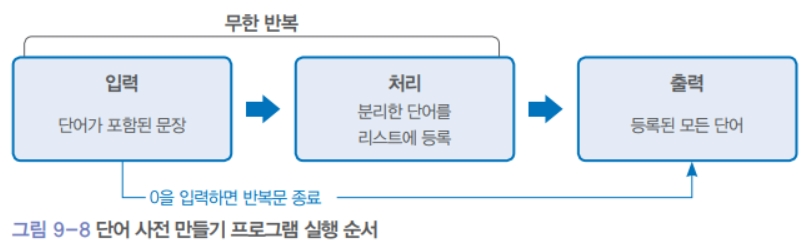 무한 반복
입력
단어가 포함된 문장
처리
분리한 단어를
리스트에 등록
출력
등록된 모든 단어
0을 입력하면 반복문 종료
그림 9-8 단어 사전 만들기 프로그램 실행 순서